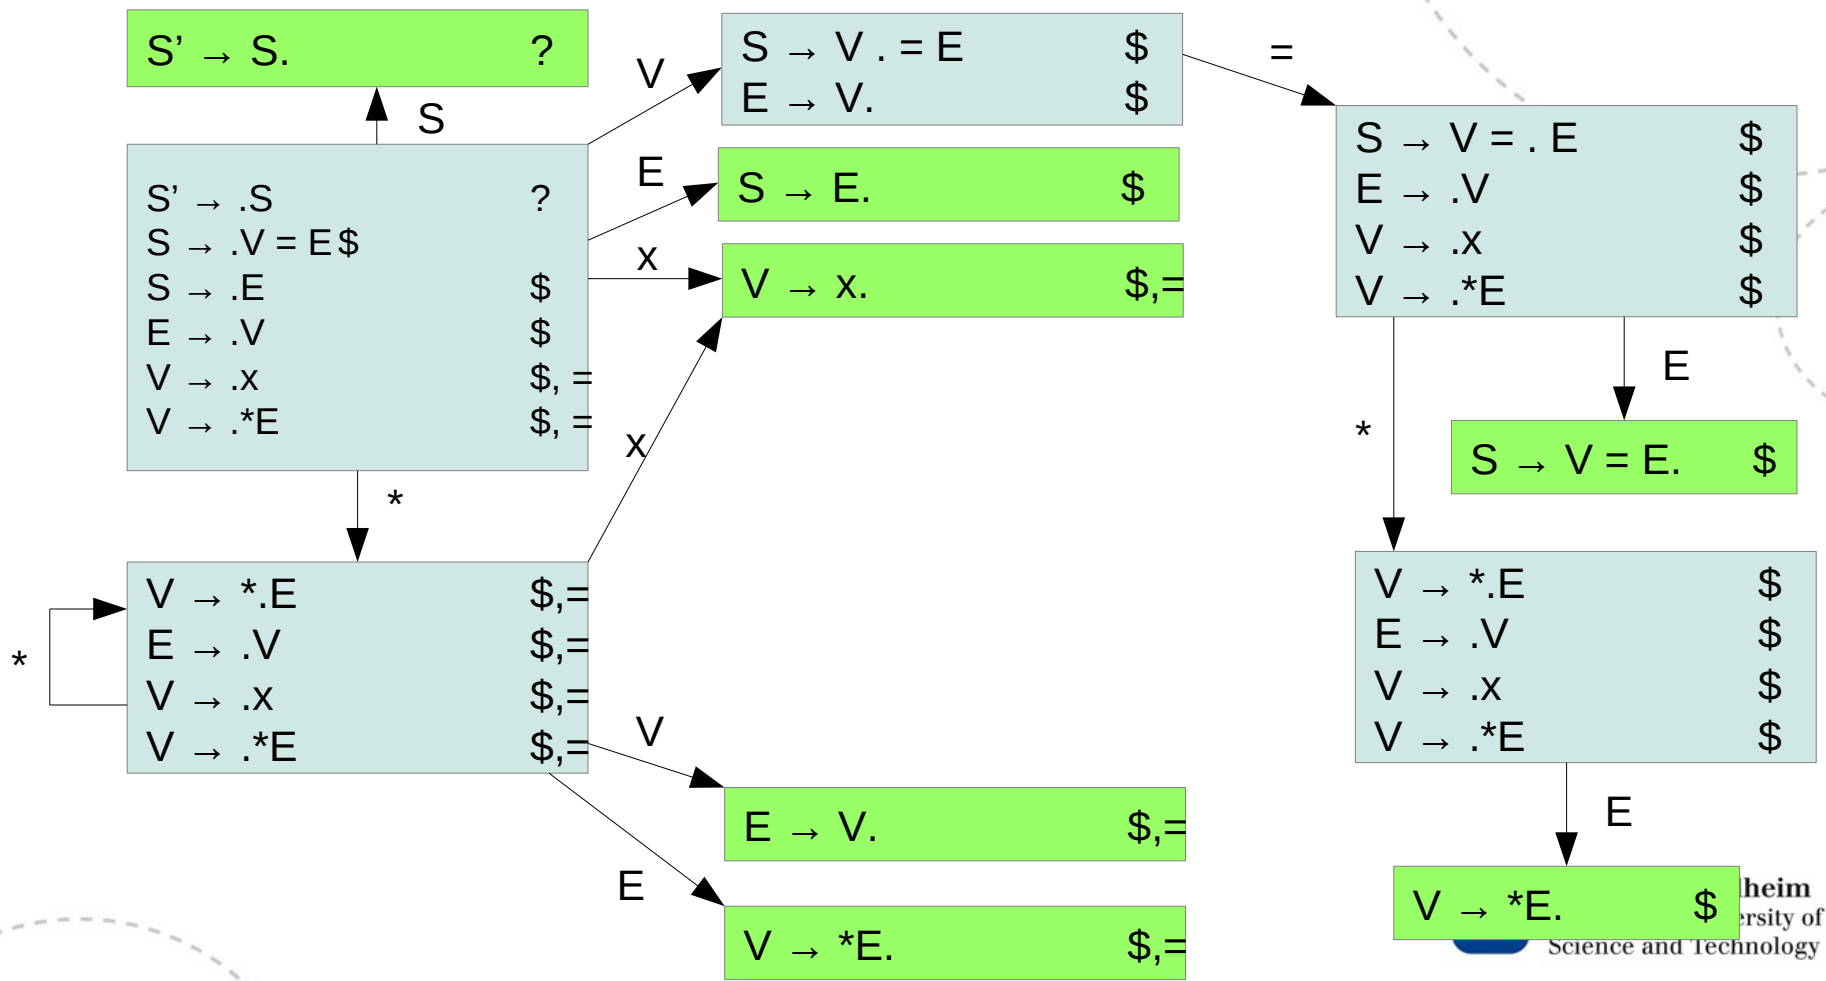 S’ → S. ?
S
S’ → .S ?
S → .V = E $
S → .E $
E → .V $
V → .x $, =
V → .*E $, =
V
S → V . = E $
E → V. $
E
S → E. $
x
V → x. $,=
=
S → V = . E $
E → .V $
V → .x $
V → .*E $
E
S → V = E. $
*
V → *.E $
E → .V $
V → .x $
V → .*E $
E
V → *E. $
*
V → *.E $,=
E → .V $,=
V → .x $,=
V → .*E $,=
*
x
V
E → V. $,=
E
V → *E. $,=
Science and Technology